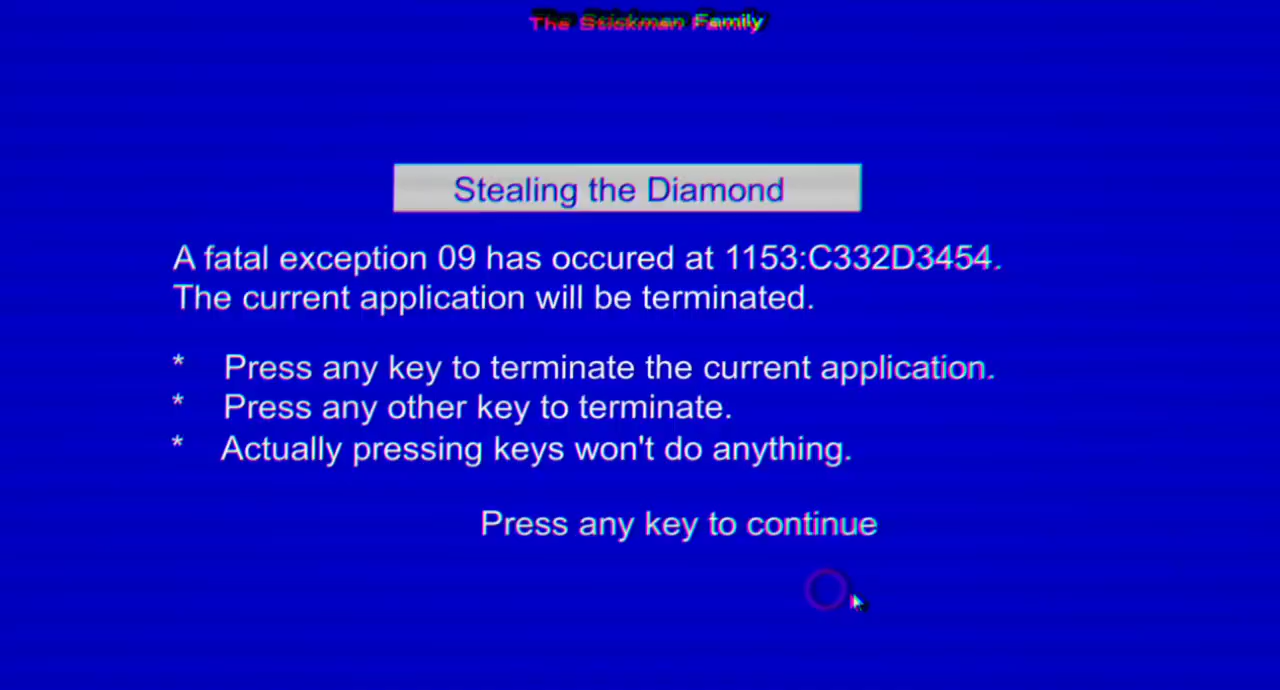 The Stickman Family
Stealing the Diamond
A fatal exception 09 has occured at 1153:C332D3454.
The current application will be terminated.
* Press any key to terminate the current application.
* Press any other key to terminate.
* Actually pressing keys won't do anything.
Press any key to continue